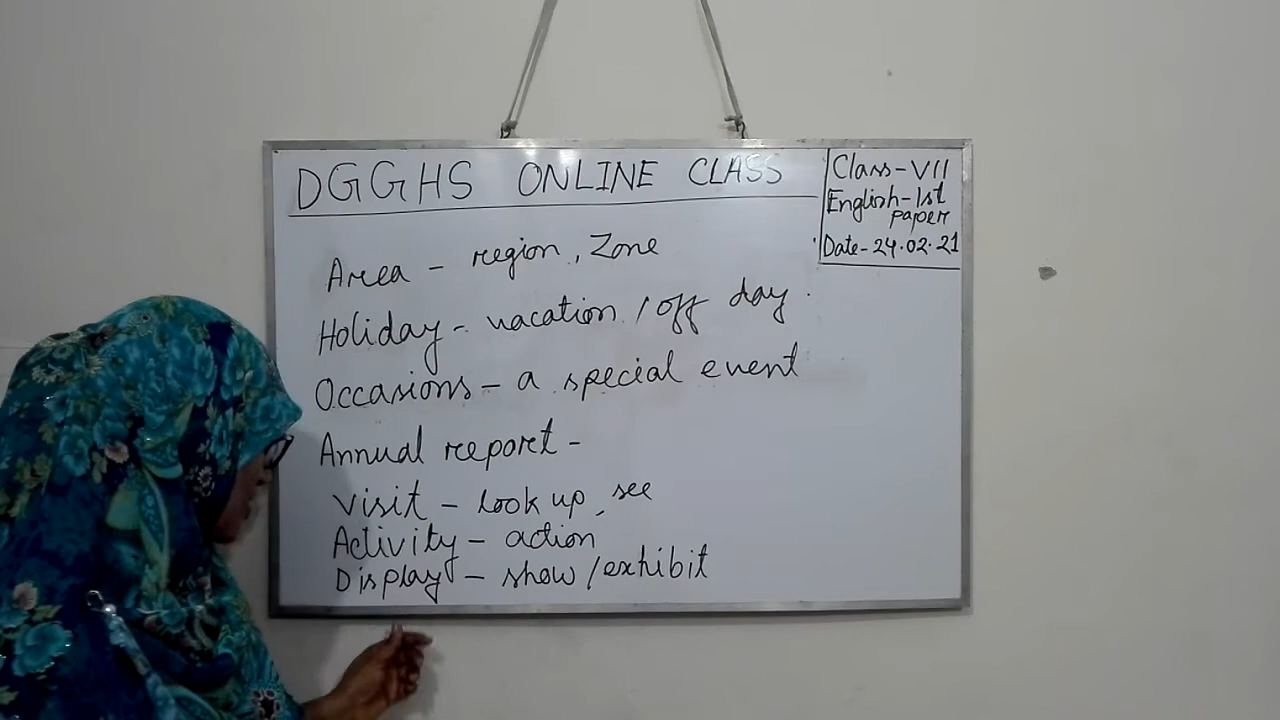 DGGHS ONLINE CLASS
Class-VII
English-1st
paper
Date-24.02.21
Area - region, Zone
Holiday - vacation / off day.
Occasions - a special event
Annual report -
Visit - look up, see
Activity - action
Display - show/exhibit